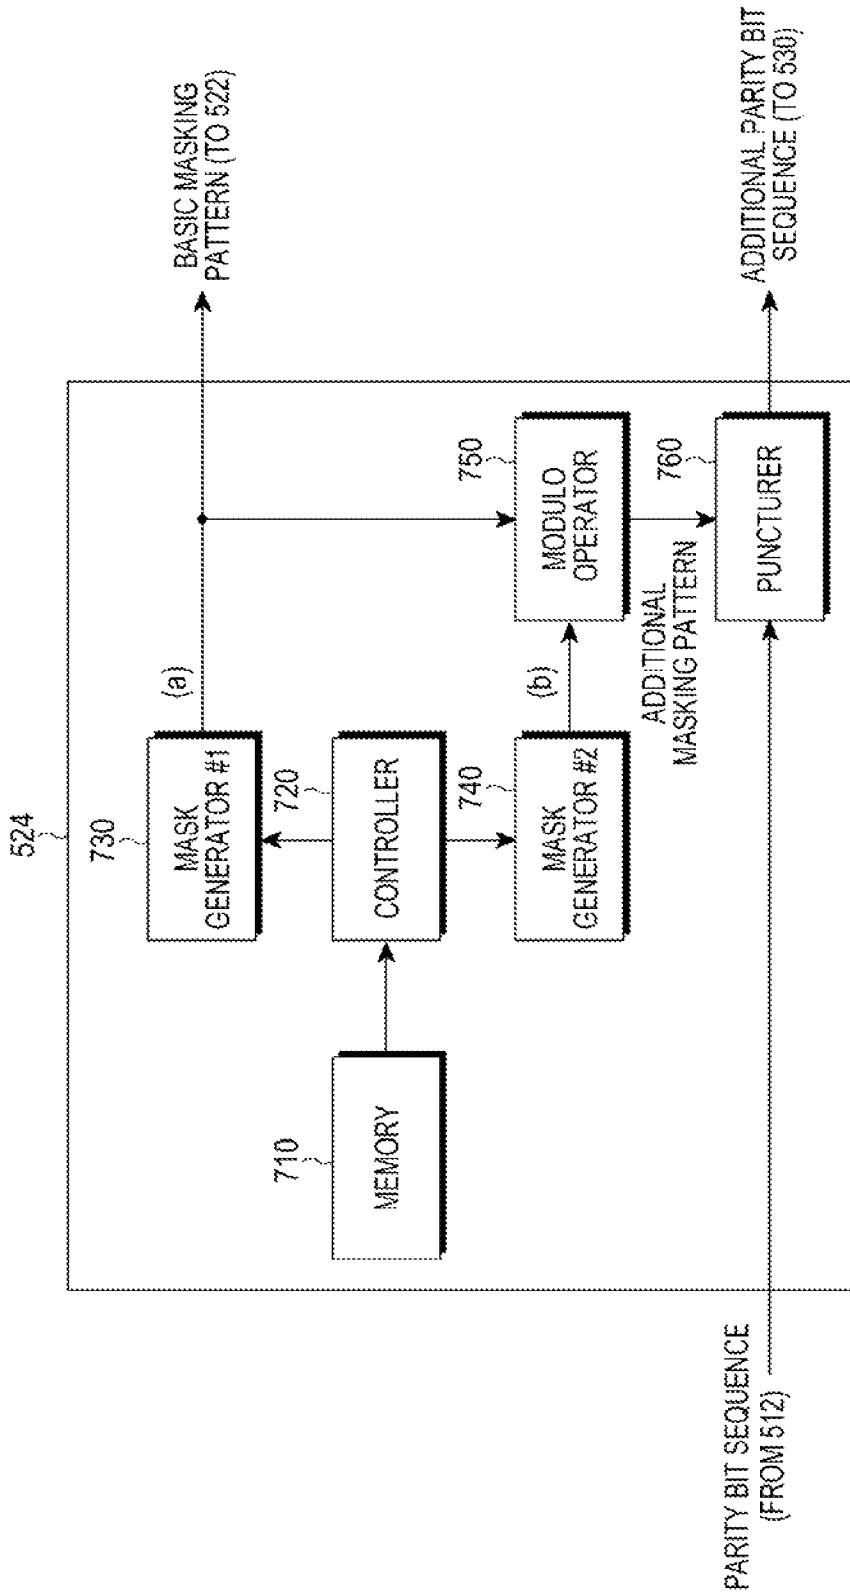 524
730
MASK
GENERATOR #1
(a)
BASIC MASKING
PATTERN (TO 522)
710
MEMORY
720
CONTROLLER
740
MASK
GENERATOR #2
(b)
750
MODULO
OPERATOR
ADDITIONAL
MASKING PATTERN
760
PUNCTURER
PARITY BIT SEQUENCE
(FROM 512)
ADDITIONAL PARITY BIT
SEQUENCE (TO 530)